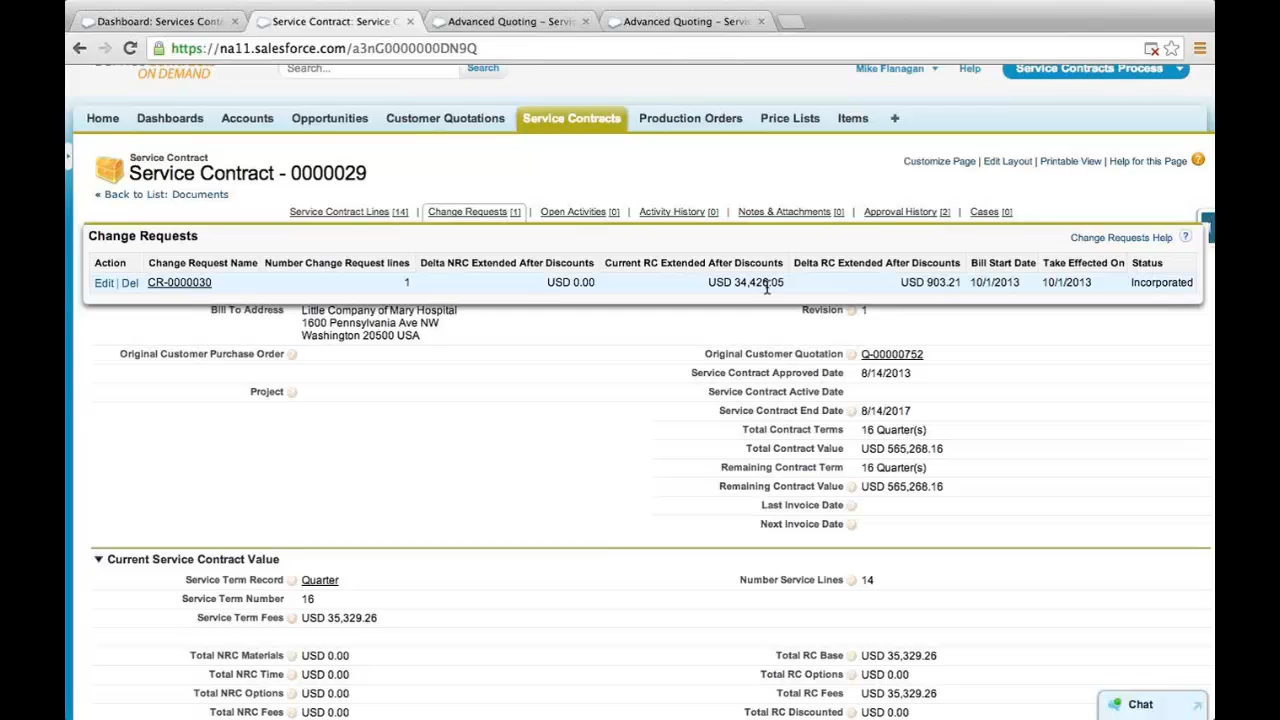 Dashboard: Services Cont
Service Contract: Service C
Advanced Quoting – Servic
Advanced Quoting – Servic
https://na11.salesforce.com/a3nG0000000DN9Q
ON DEMAND
Search...
Search
Mike Flanagan
Help
Service Contracts Process
Home
Dashboards
Accounts
Opportunities
Customer Quotations
Service Contracts
Production Orders
Price Lists
Items
+
Service Contract
Service Contract - 0000029
« Back to List: Documents
Customize Page | Edit Layout | Printable View | Help for this Page
Service Contract Lines [14] | Change Requests [1] | Open Activities [0] | Activity History [0] | Notes & Attachments [0] | Approval History [2] | Cases [0]
Change Requests
Change Requests Help
Action Change Request Name Number Change Request lines Delta NRC Extended After Discounts Current RC Extended After Discounts Delta RC Extended After Discounts Bill Start Date Take Effected On Status
Edit | Del CR-0000030 1 USD 0.00 USD 34,426.05 USD 903.21 10/1/2013 10/1/2013 Incorporated
Bill To Address Little Company of Mary Hospital
1600 Pennsylvania Ave NW
Washington 20500 USA
Revision 1
Original Customer Purchase Order
Original Customer Quotation Q-00000752
Service Contract Approved Date 8/14/2013
Project
Service Contract Active Date
Service Contract End Date 8/14/2017
Total Contract Terms 16 Quarter(s)
Total Contract Value USD 565,268.16
Remaining Contract Term 16 Quarter(s)
Remaining Contract Value USD 565,268.16
Last Invoice Date
Next Invoice Date
Current Service Contract Value
Service Term Record Quarter
Number Service Lines 14
Service Term Number 16
Service Term Fees USD 35,329.26
Total NRC Materials USD 0.00
Total RC Base USD 35,329.26
Total NRC Time USD 0.00
Total RC Options USD 0.00
Total NRC Options USD 0.00
Total RC Fees USD 35,329.26
Total NRC Fees USD 0.00
Total RC Discounted USD 0.00
Chat